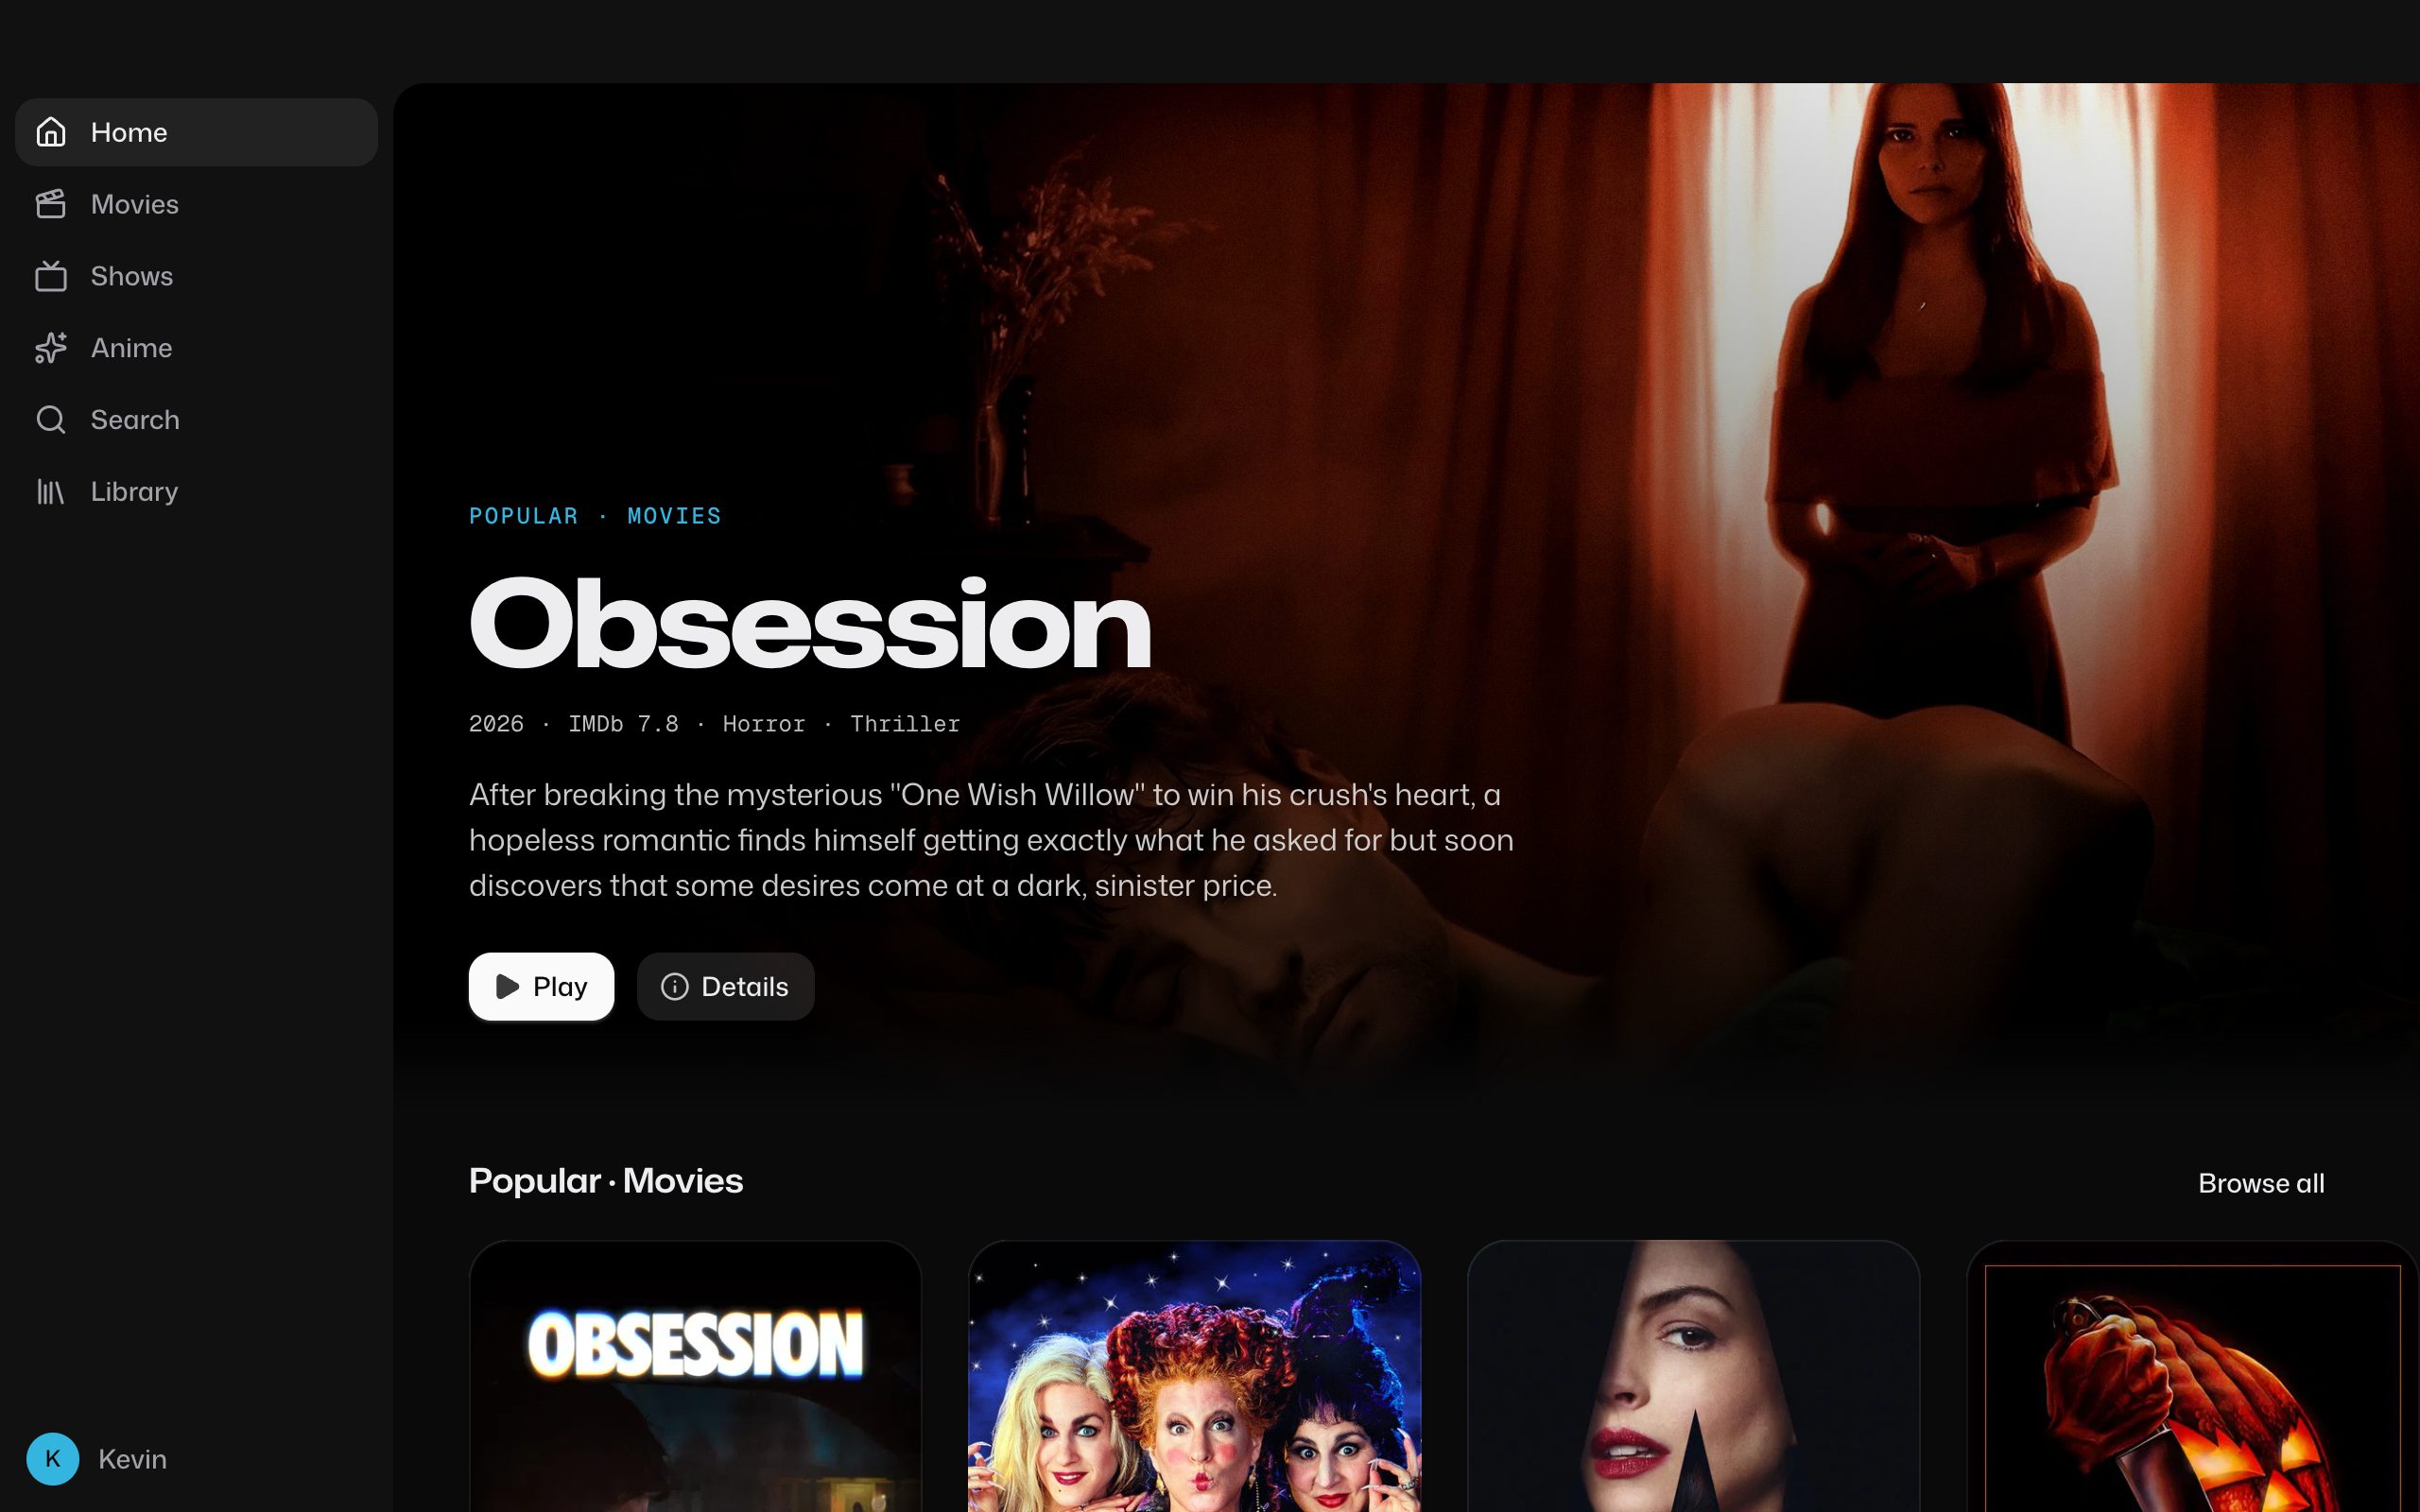 Home
Movies
Shows
Anime
Search
Library
POPULAR · MOVIES
Obsession
2026 · IMDb 7.8 · Horror · Thriller
After breaking the mysterious "One Wish Willow" to win his crush's heart, a
hopeless romantic finds himself getting exactly what he asked for but soon
discovers that some desires come at a dark, sinister price.
Play
Details
Popular · Movies
Browse all
OBSESSION
K
Kevin